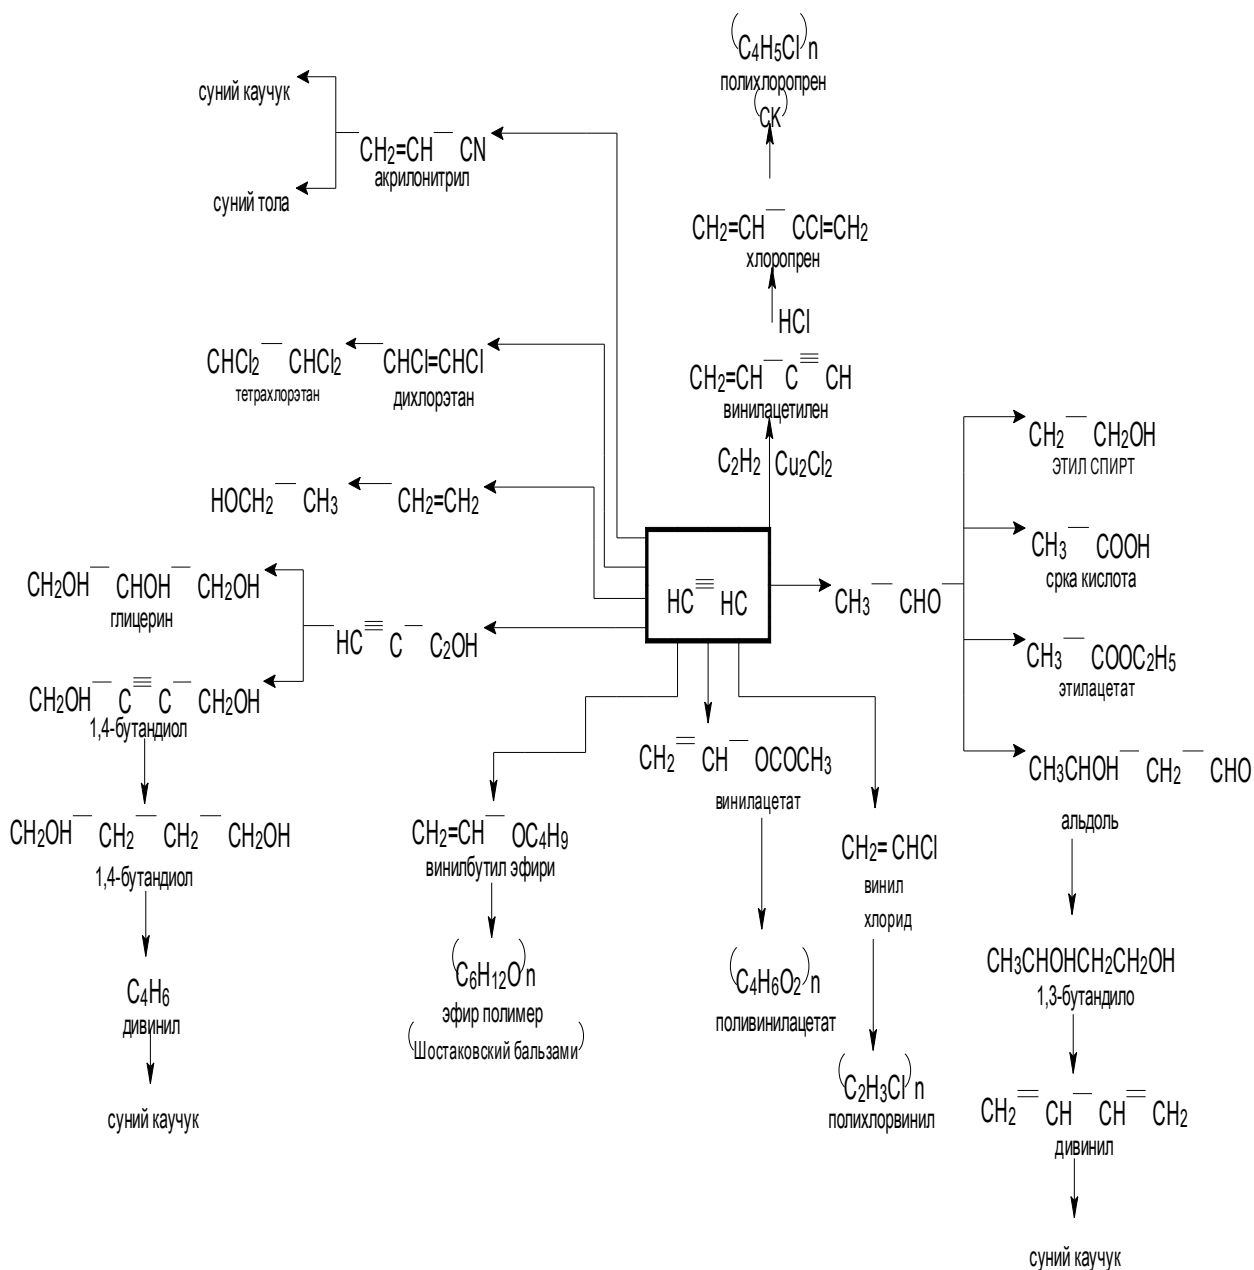 (C4H5Cl)n
полихлоропрен
(СК)
суний каучук
CH2=CH — CN
акрилонитрил
суний тола
CH2=CH — CCl=CH2
хлоропрен
HCl
CHCl2 — CHCl2
тетрахлорэтан
CHCl=CHCl
дихлорэтан
CH2=CH — C ≡ CH
винилацетилен
C2H2 Cu2Cl2
CH2 — CH2OH
ЭТИЛ СПИРТ
HOCH2 — CH3
CH2=CH2
CH3 — COOH
срка кислота
HC ≡ HC
CH3 — CHO —
CH2OH — CHOH — CH2OH
глицерин
HC ≡ C — C2OH
CH3 — COOC2H5
этилацетат
CH2OH — C ≡ C — CH2OH
1,4-бутандиол
CH2 = CH — OCOCH3
винилацетат
CH3CHOH — CH2 — CHO
альдоль
CH2OH — CH2 — CH2 — CH2OH
1,4-бутандиол
CH2=CH — OC4H9
винилбутил эфири
CH2= CHCl
винил
хлорид
C4H6
дивинил
(C6H12O)n
эфир полимер
(Шостаковский бальзами)
(C4H6O2)n
поливинилацетат
CH3CHOHCH2CH2OH
1,3-бутандило
(C2H3Cl)n
полихлорвинил
CH2 = CH — CH = CH2
дивинил
суний каучук
суний каучук